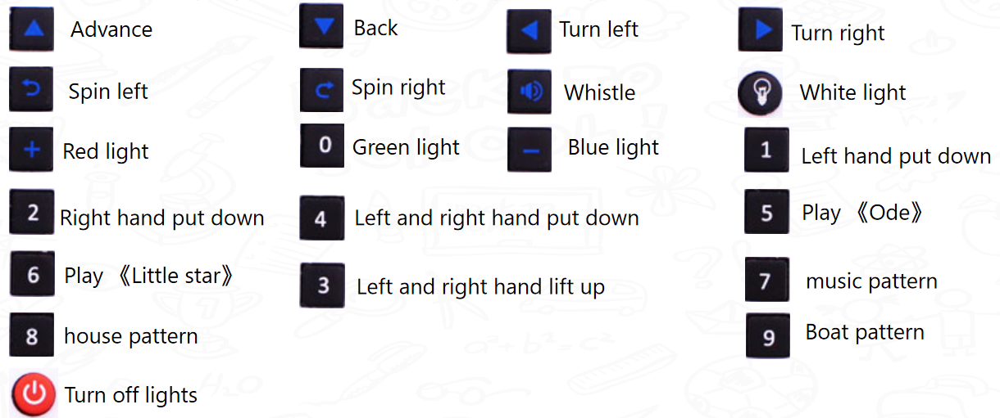 Advance
Back
Turn left
Turn right
Spin left
Spin right
Whistle
White light
Red light
0 Green light
Blue light
1 Left hand put down
2 Right hand put down
4 Left and right hand put down
5 Play 《Ode》
6 Play 《Little star》
3 Left and right hand lift up
7 music pattern
8 house pattern
9 Boat pattern
Turn off lights